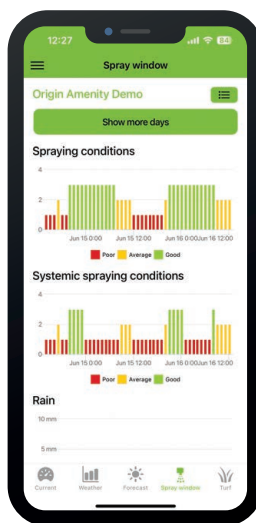 12:27
84
Spray window
Origin Amenity Demo
Show more days
Spraying conditions
4
2
0
Jun 15 0:00 Jun 15 12:00 Jun 16 0:00 Jun 16 12:00
Poor Average Good
Systemic spraying conditions
4
2
0
Jun 15 0:00 Jun 15 12:00 Jun 16 0:00 Jun 16 12:00
Poor Average Good
Rain
10 mm
5 mm
Current Weather Forecast Spray window Turf